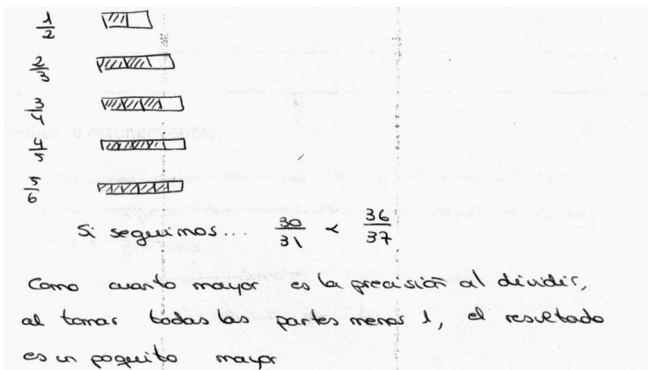 1/2
2/3
3/4
4/5
5/6
Si seguimos... 30/31 < 36/37
Como cuanto mayor es la precisión al dividir,
al tomar todas las partes menos 1, el resultado
es un poquito mayor